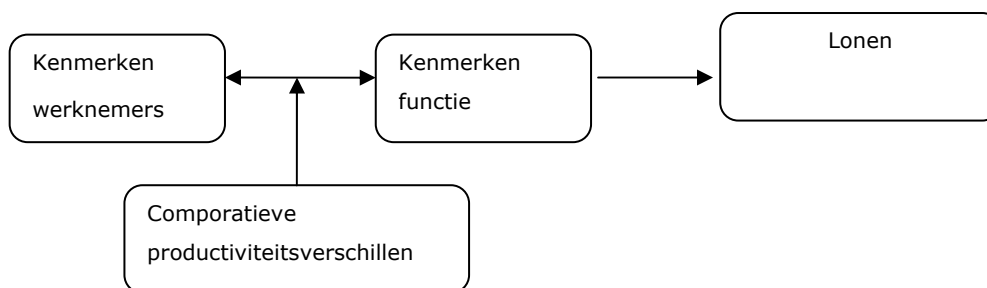 Kenmerken
werknemers
Kenmerken
functie
Lonen
Comporatieve
productiviteitsverschillen